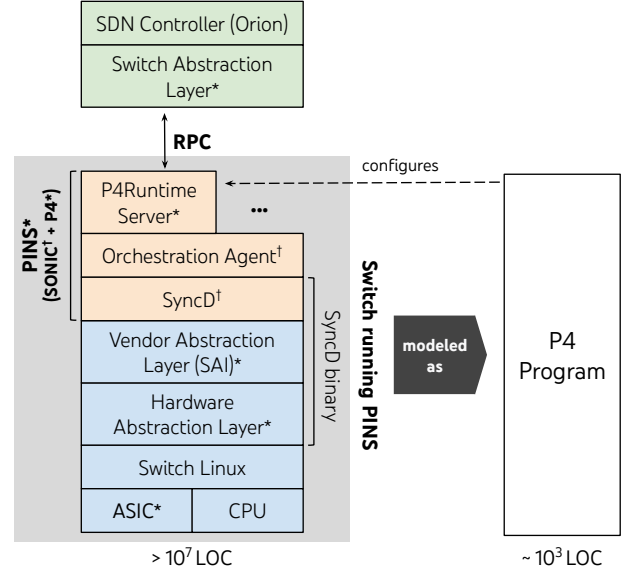 SDN Controller (Orion)
Switch Abstraction
Layer*
RPC
configures
PINS*
(SONiC† + P4*)
P4Runtime
Server*
...
Orchestration Agent†
SyncD†
Vendor Abstraction
Layer (SAI)*
Hardware
Abstraction Layer*
Switch Linux
ASIC*
CPU
SyncD binary
Switch running PINS
modeled
as
P4
Program
> 10⁷ LOC
~ 10³ LOC